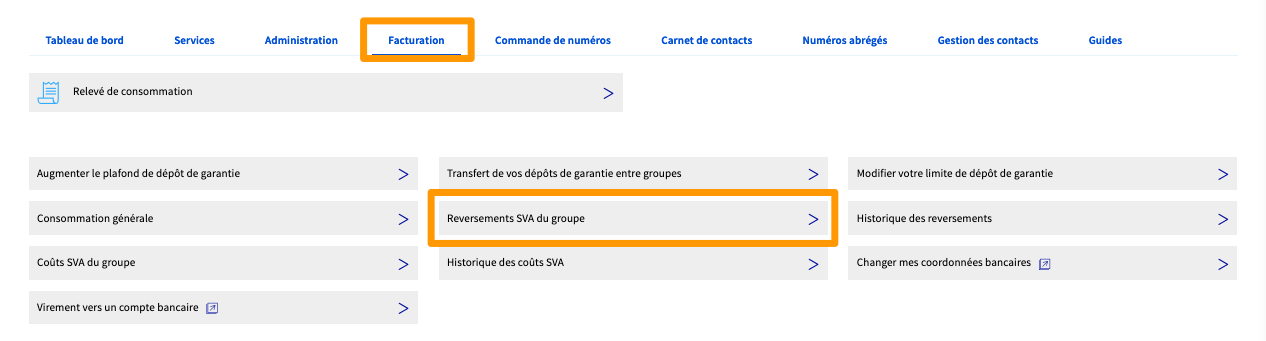 Tableau de bord Services Administration Facturation Commande de numéros Carnet de contacts Numéros abrégés Gestion des contacts Guides
Relevé de consommation
Augmenter le plafond de dépôt de garantie Transfert de vos dépôts de garantie entre groupes Modifier votre limite de dépôt de garantie
Consommation générale Reversements SVA du groupe Historique des reversements
Coûts SVA du groupe Historique des coûts SVA Changer mes coordonnées bancaires
Virement vers un compte bancaire